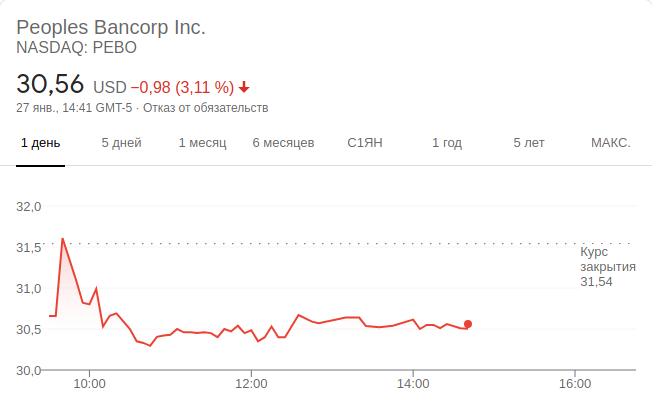 Peoples Bancorp Inc.
NASDAQ: PEBO
30,56 USD −0,98 (3,11 %)
27 янв., 14:41 GMT-5 · Отказ от обязательств
1 день 5 дней 1 месяц 6 месяцев С1ЯН 1 год 5 лет МАКС.
32,0
31,5
Курс
закрытия
31,54
31,0
30,5
30,0
10:00 12:00 14:00 16:00